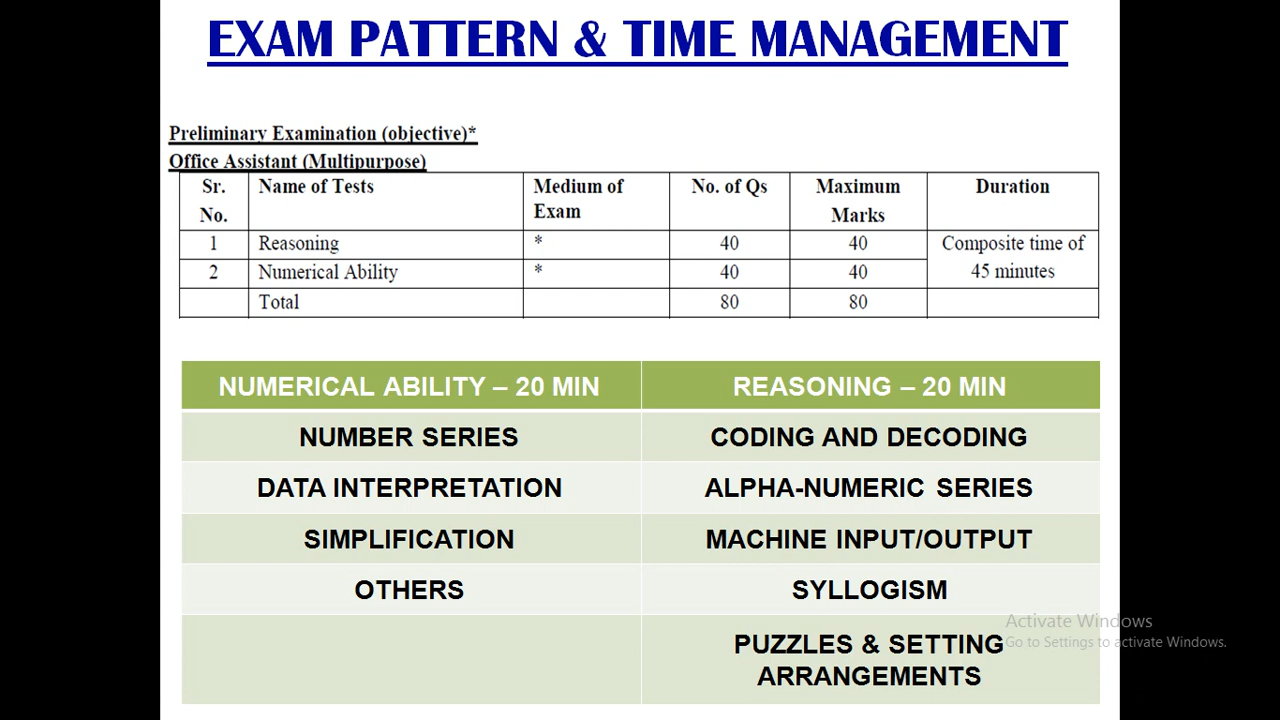 EXAM PATTERN & TIME MANAGEMENT
Preliminary Examination (objective)*
Office Assistant (Multipurpose)
Sr. No. Name of Tests Medium of Exam No. of Qs Maximum Marks Duration
1 Reasoning * 40 40 Composite time of 45 minutes
2 Numerical Ability * 40 40
Total 80 80
NUMERICAL ABILITY – 20 MIN REASONING – 20 MIN
NUMBER SERIES CODING AND DECODING
DATA INTERPRETATION ALPHA-NUMERIC SERIES
SIMPLIFICATION MACHINE INPUT/OUTPUT
OTHERS SYLLOGISM
PUZZLES & SETTING
ARRANGEMENTS
Activate Windows
Go to Settings to activate Windows.